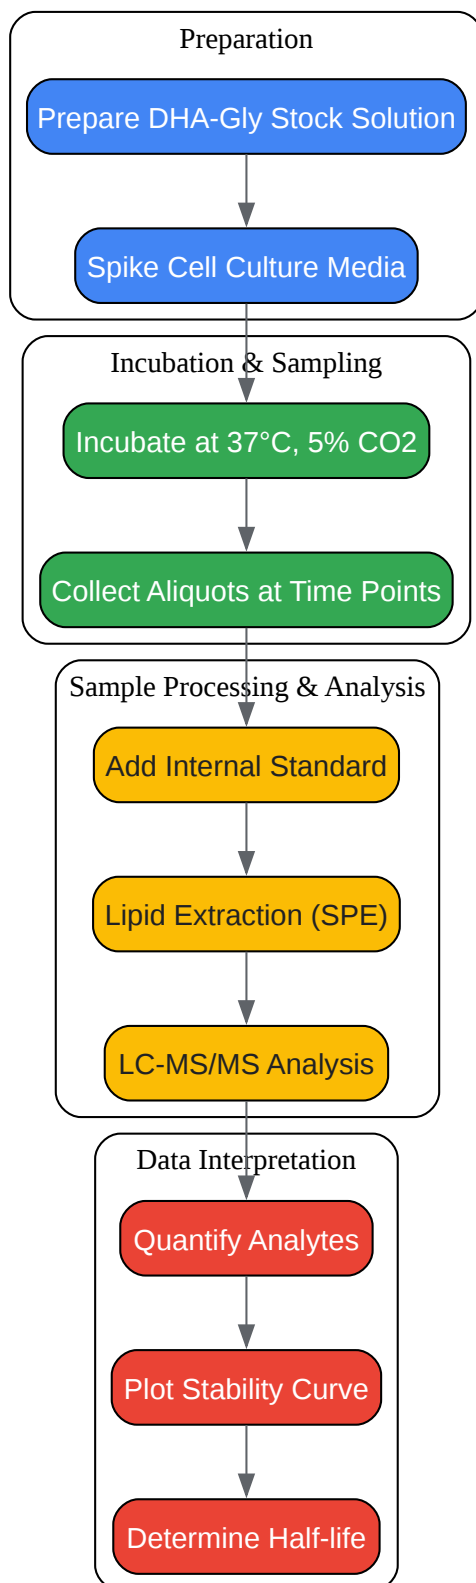 Preparation
Prepare DHA-Gly Stock Solution
Spike Cell Culture Media
Incubation & Sampling
Incubate at 37°C, 5% CO2
Collect Aliquots at Time Points
Sample Processing & Analysis
Add Internal Standard
Lipid Extraction (SPE)
LC-MS/MS Analysis
Data Interpretation
Quantify Analytes
Plot Stability Curve
Determine Half-life